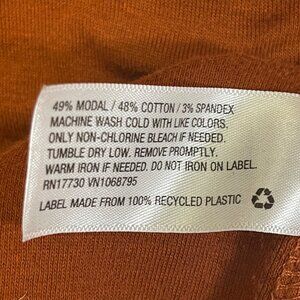 49% MODAL / 48% COTTON / 3% SPANDEX
MACHINE WASH COLD WITH LIKE COLORS.
ONLY NON-CHLORINE BLEACH IF NEEDED.
TUMBLE DRY LOW. REMOVE PROMPTLY.
WARM IRON IF NEEDED. DO NOT IRON ON LABEL.
RN17730 VN1068795
LABEL MADE FROM 100% RECYCLED PLASTIC